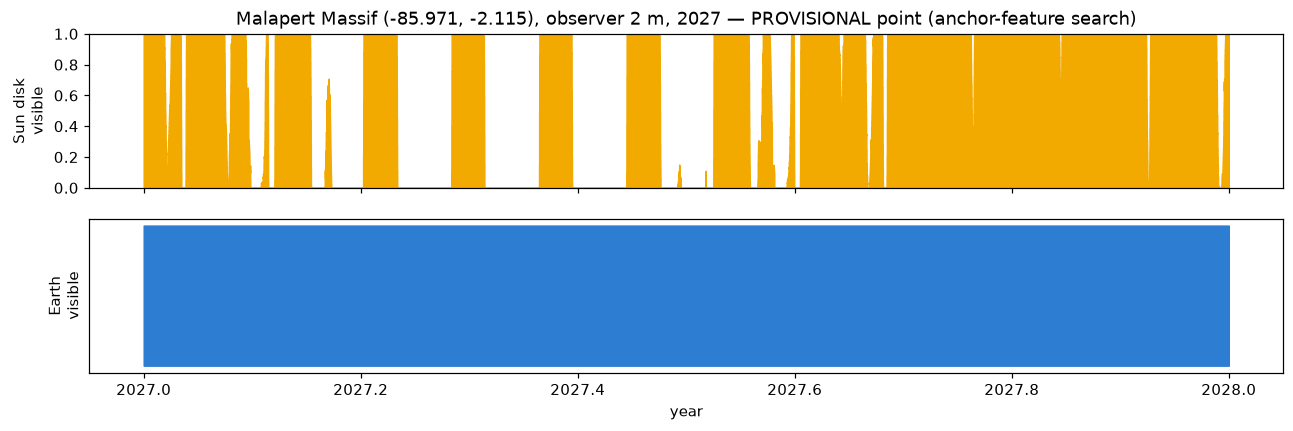 Malapert Massif (-85.971, -2.115), observer 2 m, 2027 — PROVISIONAL point (anchor-feature search)
Sun disk
visible
1.0
0.8
0.6
0.4
0.2
0.0
Earth
visible
2027.0 2027.2 2027.4 2027.6 2027.8 2028.0
year